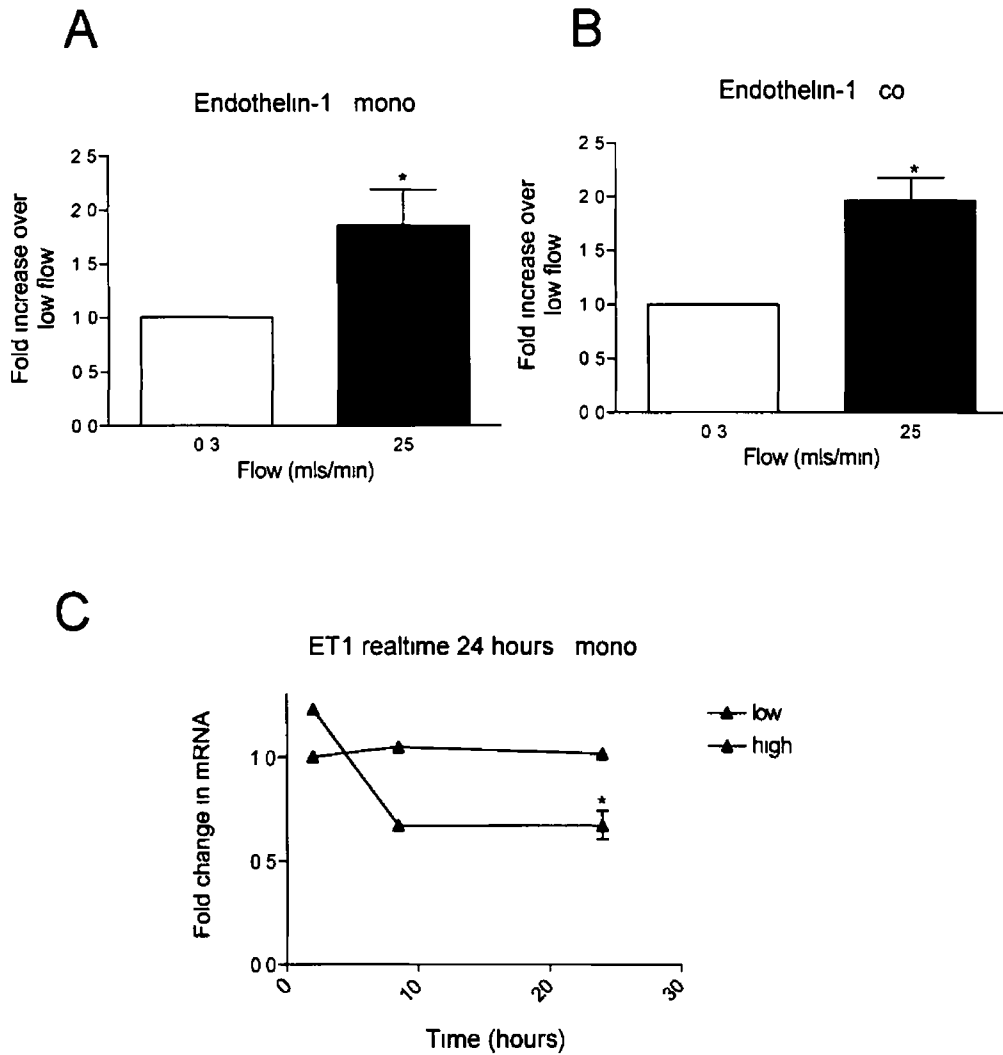 A
Endothelin-1 mono
Fold increase over
low flow
2 5
2 0
1 5
1 0
0 5
0 0
*
0 3 25
Flow (mls/min)
B
Endothelin-1 co
Fold increase over
low flow
2 5
2 0
1 5
1 0
0 5
0 0
*
0 3 25
Flow (mls/min)
C
ET1 realtime 24 hours mono
Fold change in mRNA
1 0
0 5
0 0
*
0 10 20 30
Time (hours)
low
high